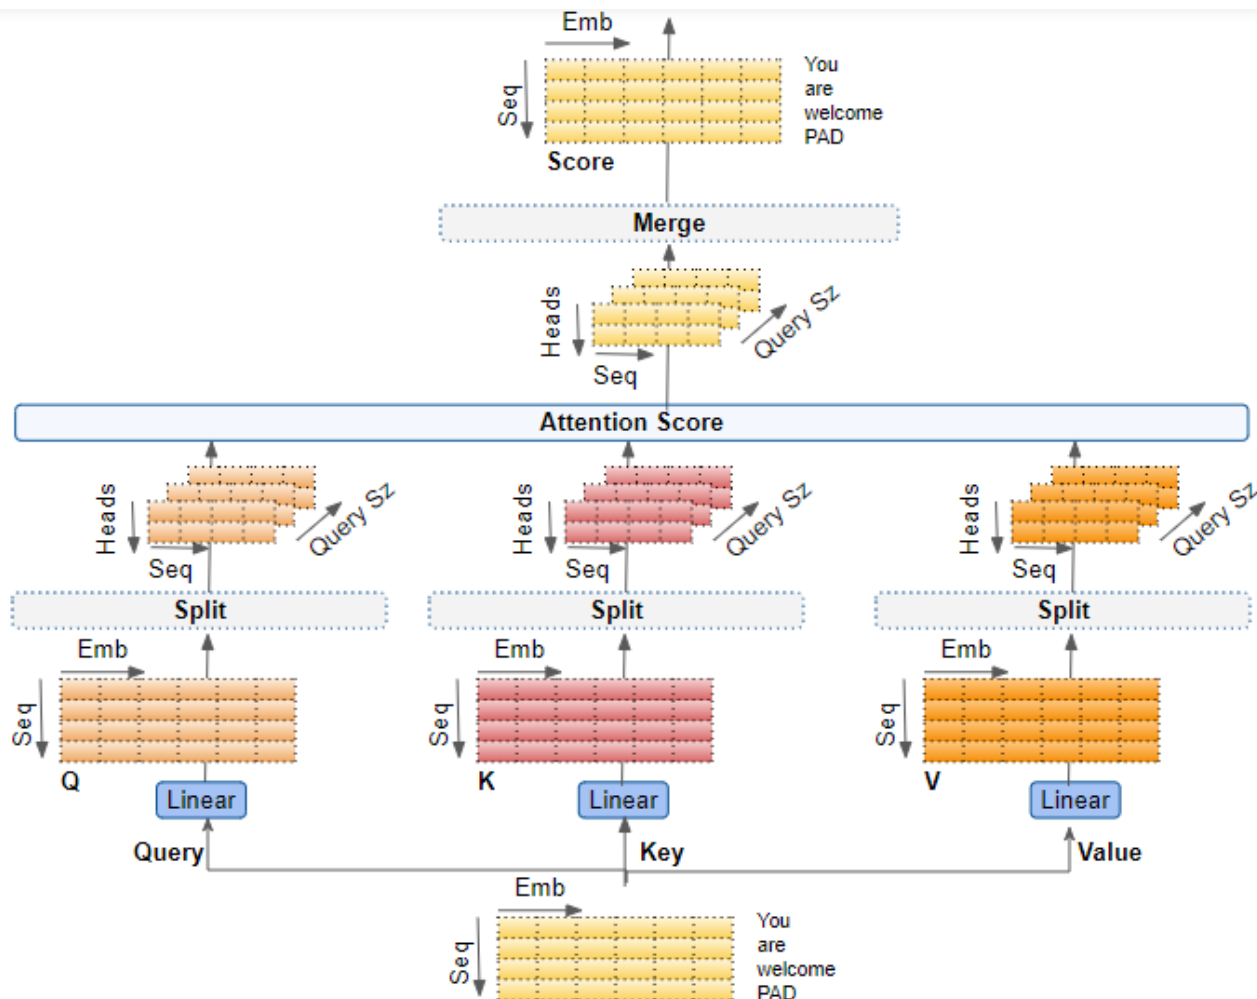 Emb
Seq
You
are
welcome
PAD
Score
Merge
Heads
Seq
Query Sz
Attention Score
Heads
Seq
Query Sz
Heads
Seq
Query Sz
Heads
Seq
Query Sz
Split
Split
Split
Emb
Seq
Q
Emb
Seq
K
Emb
Seq
V
Linear
Linear
Linear
Query
Key
Value
Emb
Seq
You
are
welcome
PAD